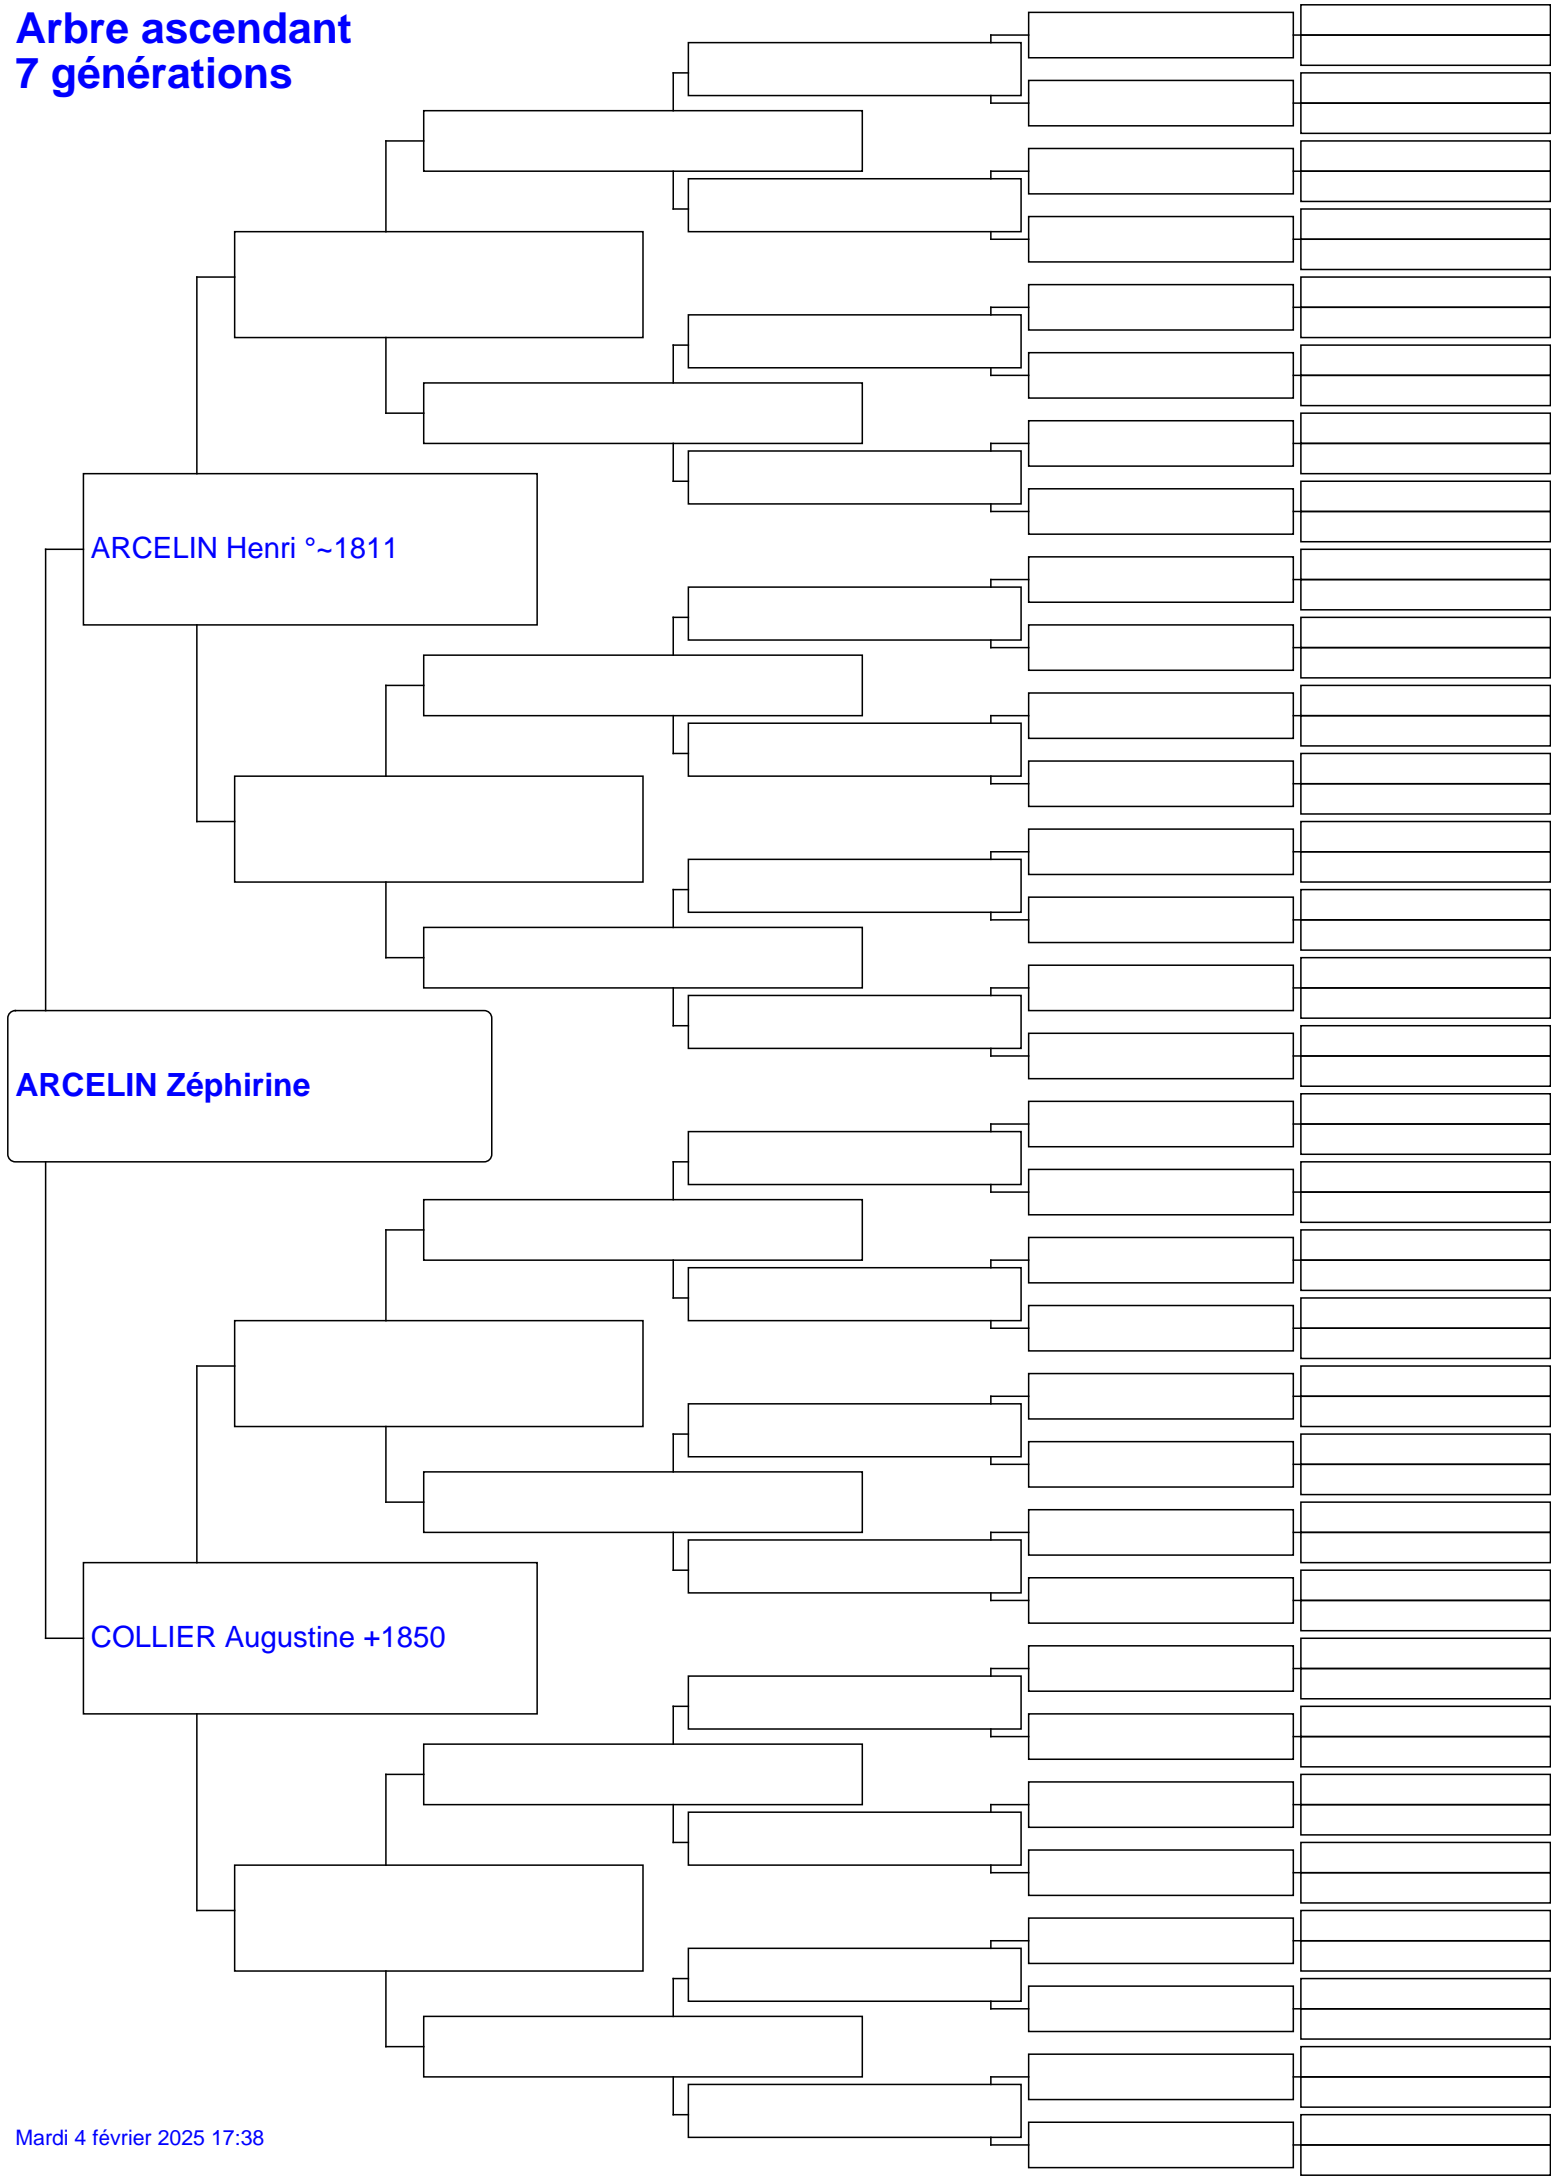 Arbre ascendant
7 générations
ARCELIN Henri °~1811
ARCELIN Zéphirine
COLLIER Augustine +1850
Mardi 4 février 2025 17:38